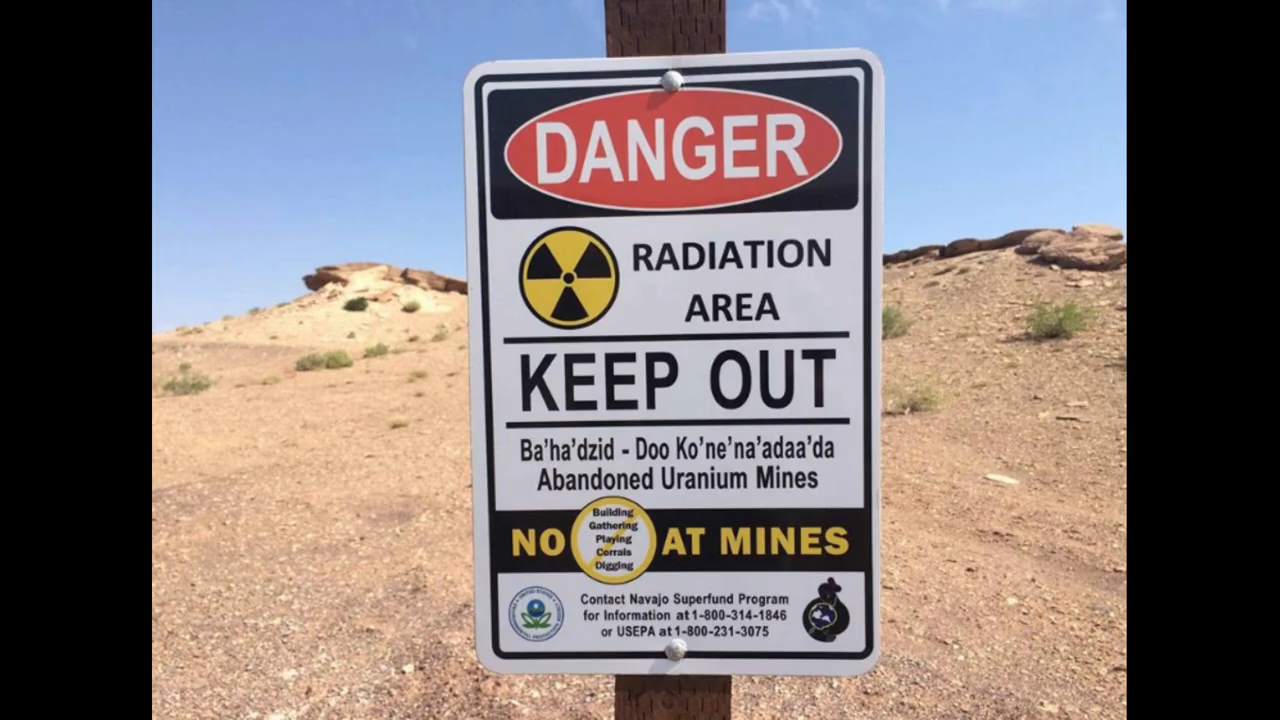 DANGER
RADIATION
AREA
KEEP OUT
Ba'ha'dzid - Doo Ko'ne'na'adaa'da
Abandoned Uranium Mines
NO
Building
Gathering
Playing
Corrals
Digging
AT MINES
Contact Navajo Superfund Program
for Information at 1-800-314-1846
or USEPA at 1-800-231-3075